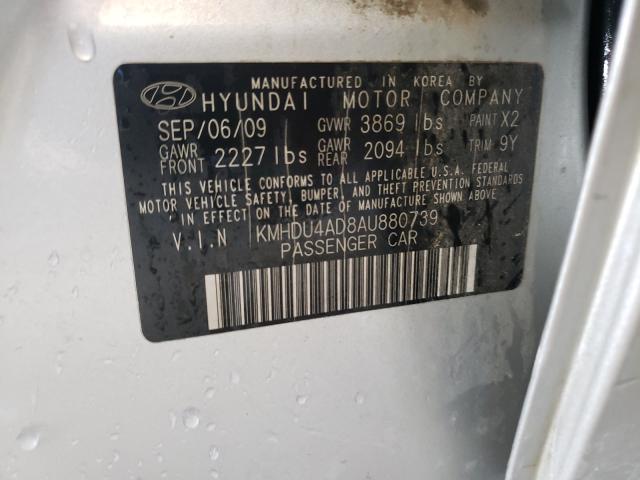 MANUFACTURED IN KOREA BY
HYUNDAI MOTOR COMPANY
SEP/06/09 GVWR 3869 lbs PAINT X2
GAWR FRONT 2227 lbs GAWR REAR 2094 lbs TRIM 9Y
THIS VEHICLE CONFORMS TO ALL APPLICABLE U.S.A. FEDERAL
MOTOR VEHICLE SAFETY, BUMPER, AND THEFT PREVENTION
STANDARDS IN EFFECT ON THE DATE OF MANUFACTURE SHOWN ABOVE.
V.I.N KMHDU4AD8AU880739
PASSENGER CAR